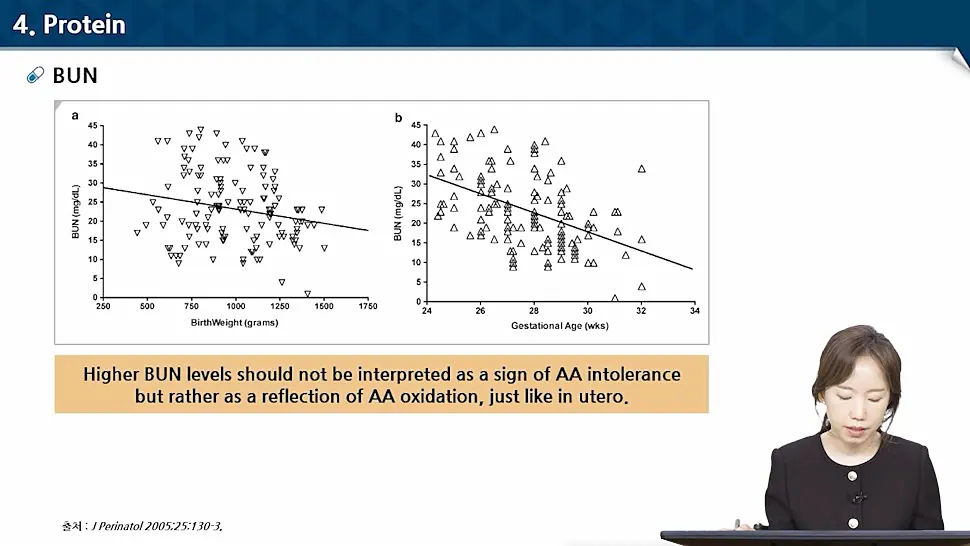 4. Protein
BUN
a
45
40
35
30
25
20
15
10
5
0
BUN (mg/dL)
250 500 750 1000 1250 1500 1750
BirthWeight (grams)
b
45
40
35
30
25
20
15
10
5
0
BUN (mg/dL)
24 26 28 30 32 34
Gestational Age (wks)
Higher BUN levels should not be interpreted as a sign of AA intolerance
but rather as a reflection of AA oxidation, just like in utero.
출처 : J Perinatol 2005;25:130-3.